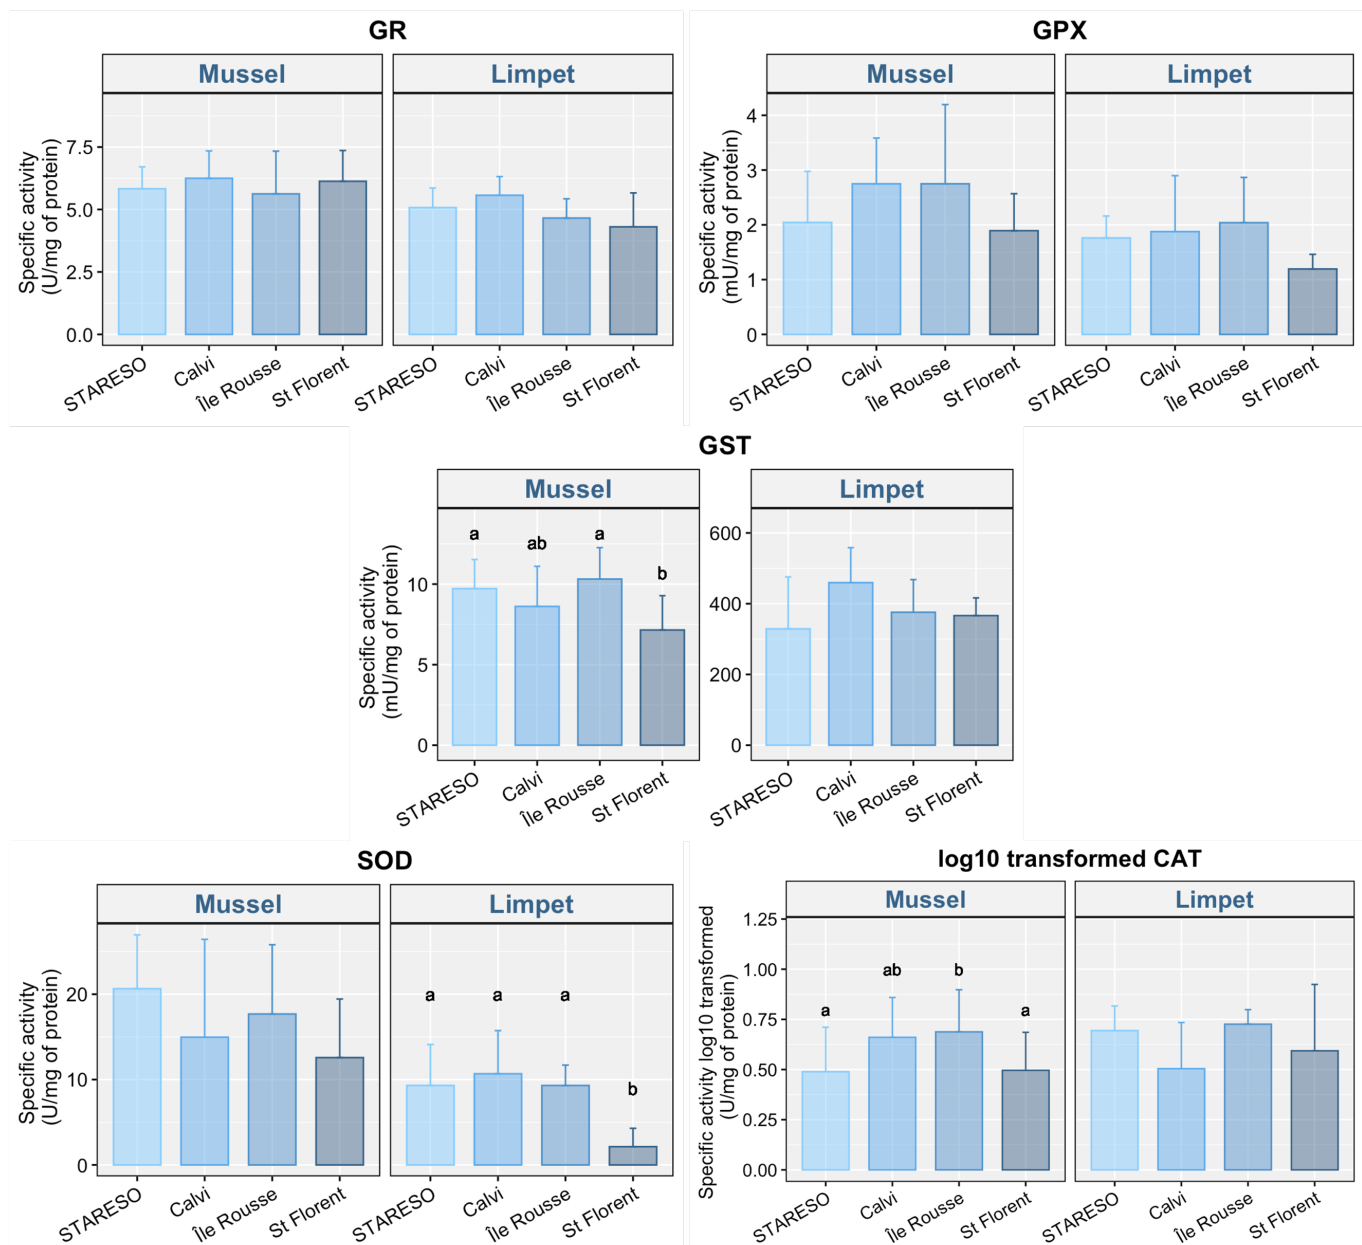 GR
Mussel
Limpet
Specific activity
(U/mg of protein)
7.5
5.0
2.5
0.0
STARESO
Calvi
Île Rousse
St Florent
STARESO
Calvi
Île Rousse
St Florent
GPX
Mussel
Limpet
Specific activity
(mU/mg of protein)
4
3
2
1
0
STARESO
Calvi
Île Rousse
St Florent
STARESO
Calvi
Île Rousse
St Florent
GST
Mussel
Limpet
Specific activity
(mU/mg of protein)
10
5
0
a
ab
a
b
600
400
200
0
STARESO
Calvi
Île Rousse
St Florent
STARESO
Calvi
Île Rousse
St Florent
SOD
Mussel
Limpet
Specific activity
(U/mg of protein)
20
10
0
a
a
a
b
STARESO
Calvi
Île Rousse
St Florent
STARESO
Calvi
Île Rousse
St Florent
log10 transformed CAT
Mussel
Limpet
Specific activity log10 transformed
(U/mg of protein)
1.25
1.00
0.75
0.50
0.25
0.00
a
ab
b
a
STARESO
Calvi
Île Rousse
St Florent
STARESO
Calvi
Île Rousse
St Florent